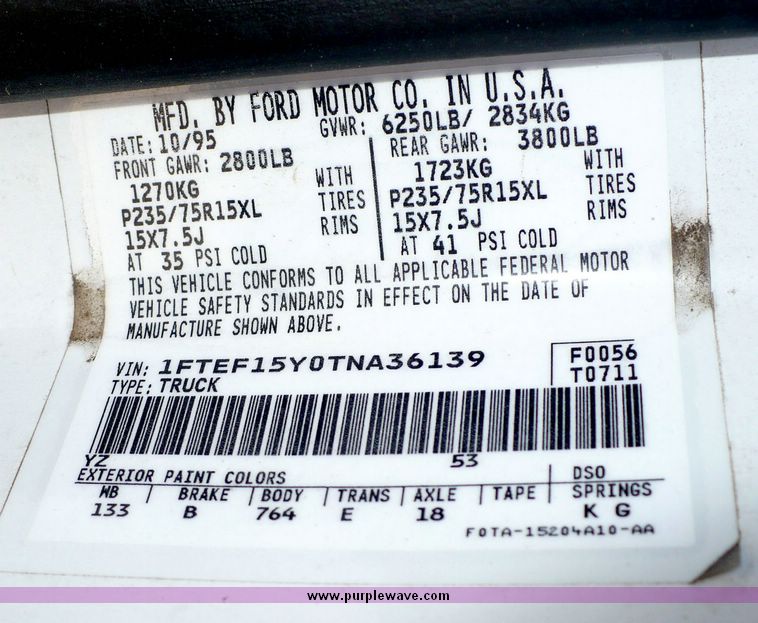 MFD. BY FORD MOTOR CO. IN U.S.A.
DATE: 10/95 GVWR: 6250LB/ 2834KG
FRONT GAWR: 2800LB REAR GAWR: 3800LB
1270KG WITH 1723KG WITH
P235/75R15XL TIRES P235/75R15XL TIRES
15X7.5J RIMS 15X7.5J RIMS
AT 35 PSI COLD AT 41 PSI COLD
THIS VEHICLE CONFORMS TO ALL APPLICABLE FEDERAL MOTOR
VEHICLE SAFETY STANDARDS IN EFFECT ON THE DATE OF
MANUFACTURE SHOWN ABOVE.
VIN: 1FTEF15Y0TNA36139 F0056
TYPE: TRUCK T0711
YZ 53
EXTERIOR PAINT COLORS DSO
WB BRAKE BODY TRANS AXLE TAPE SPRINGS
133 B 764 E 18 K G
F0TA-15204A10-AA
www.purplewave.com